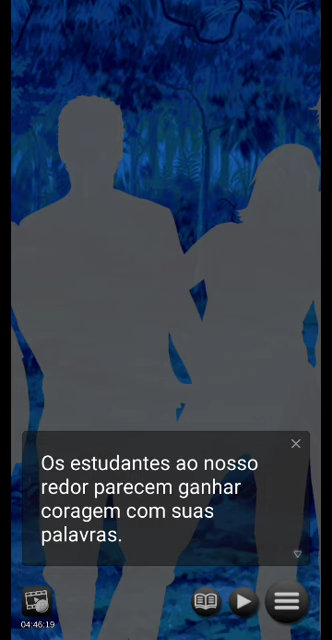 Os estudantes ao nosso
redor parecem ganhar
coragem com suas
palavras.
04:46:19